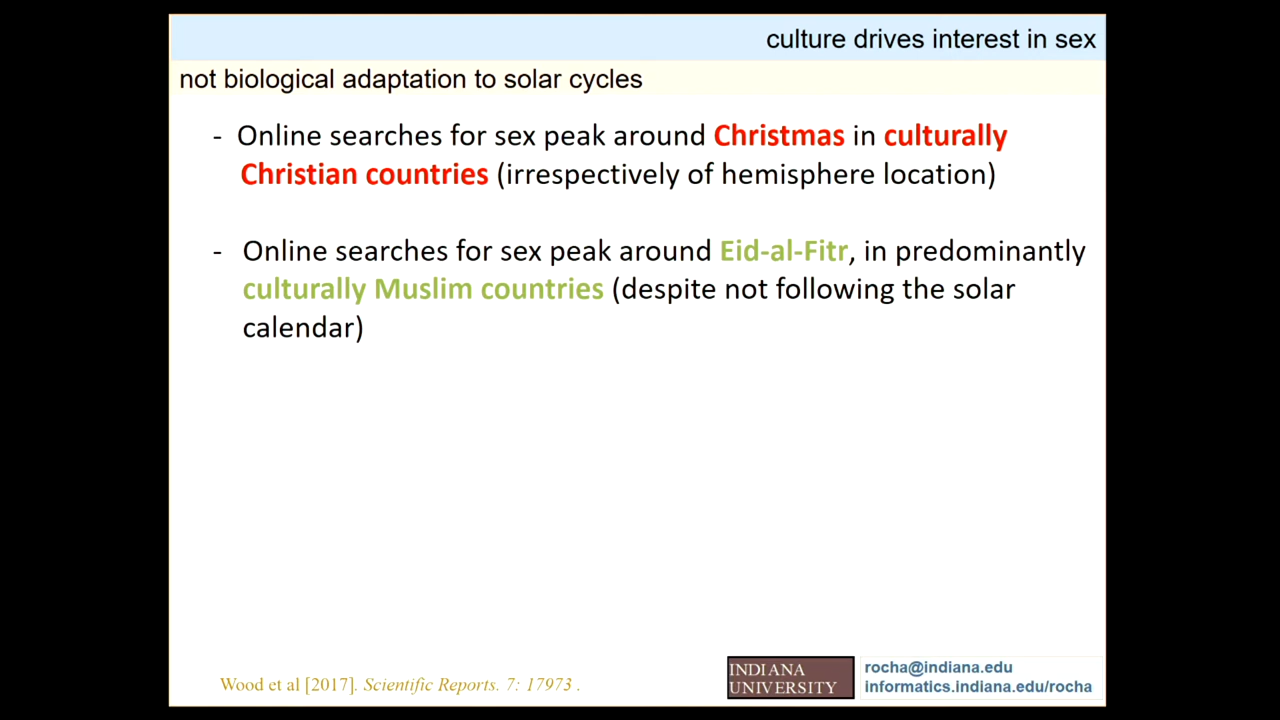 culture drives interest in sex
not biological adaptation to solar cycles
- Online searches for sex peak around Christmas in culturally
Christian countries (irrespectively of hemisphere location)
- Online searches for sex peak around Eid-al-Fitr, in predominantly
culturally Muslim countries (despite not following the solar
calendar)
Wood et al [2017]. Scientific Reports. 7: 17973 .
INDIANA
UNIVERSITY
rocha@indiana.edu
informatics.indiana.edu/rocha